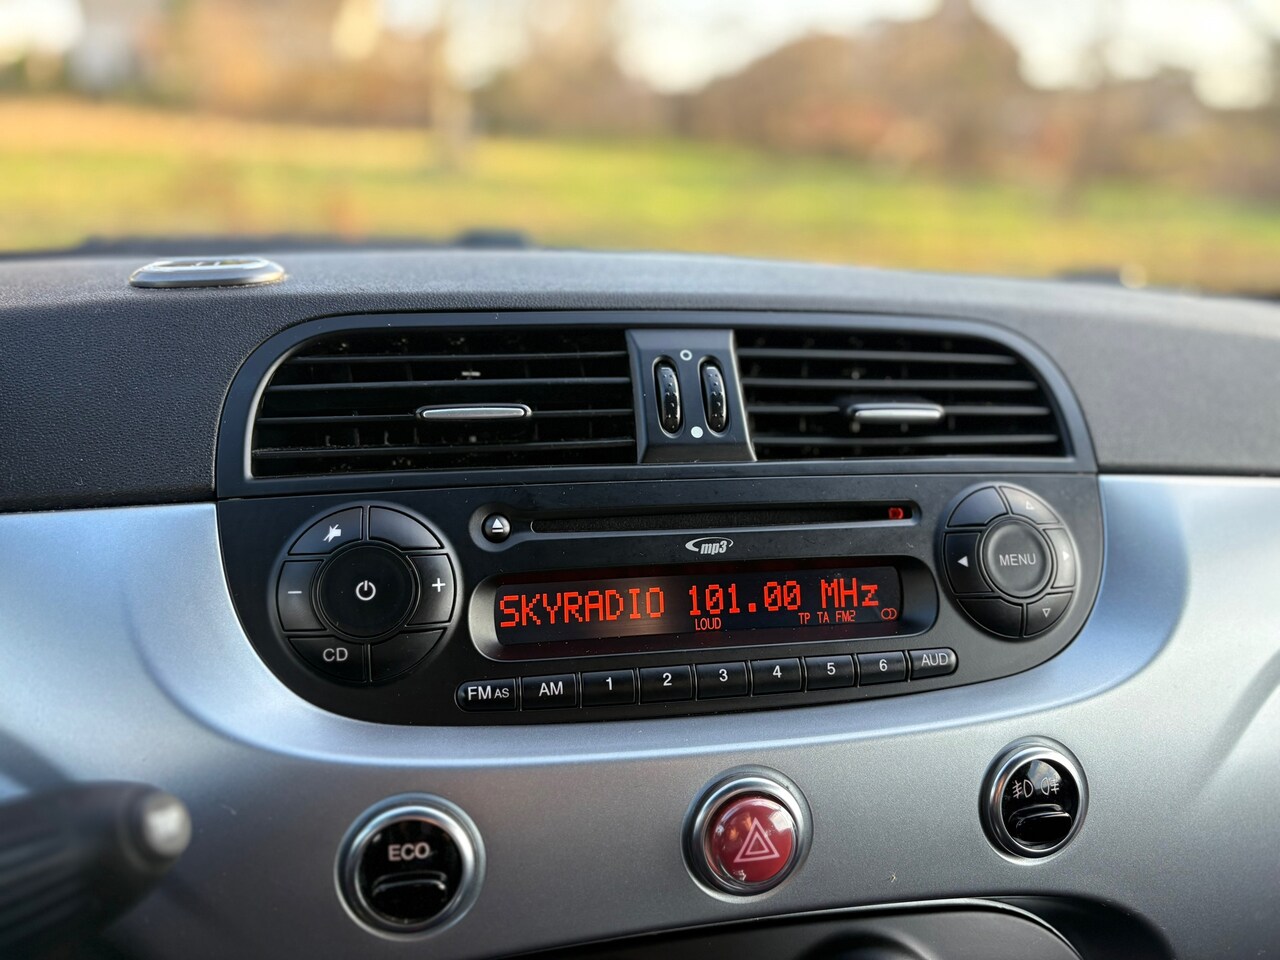 mp3
MENU
SKYRADIO 101.00 MHz
LOUD TP TA FM2
CD
FM AS AM 1 2 3 4 5 6 AUD
ECO